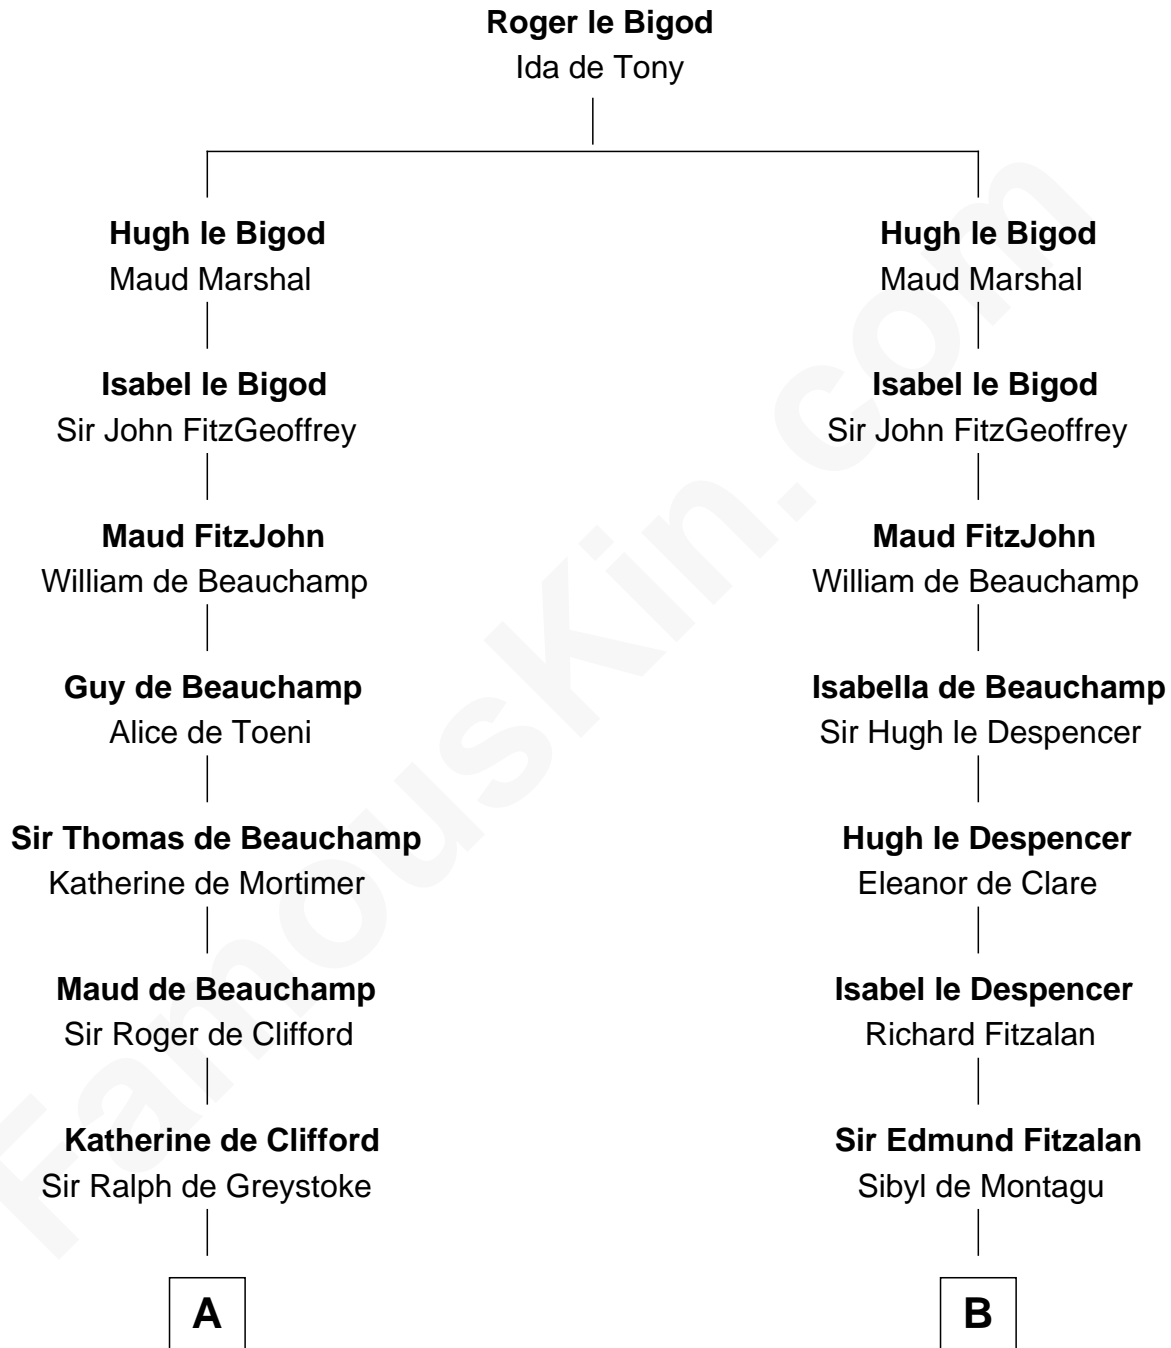 Roger le Bigod
Ida de Tony
Hugh le Bigod
Maud Marshal
Isabel le Bigod
Sir John FitzGeoffrey
Maud FitzJohn
William de Beauchamp
Guy de Beauchamp
Alice de Toeni
Sir Thomas de Beauchamp
Katherine de Mortimer
Maud de Beauchamp
Sir Roger de Clifford
Katherine de Clifford
Sir Ralph de Greystoke
A
Hugh le Bigod
Maud Marshal
Isabel le Bigod
Sir John FitzGeoffrey
Maud FitzJohn
William de Beauchamp
Isabella de Beauchamp
Sir Hugh le Despencer
Hugh le Despencer
Eleanor de Clare
Isabel le Despencer
Richard Fitzalan
Sir Edmund Fitzalan
Sibyl de Montagu
B
FamousKin.com